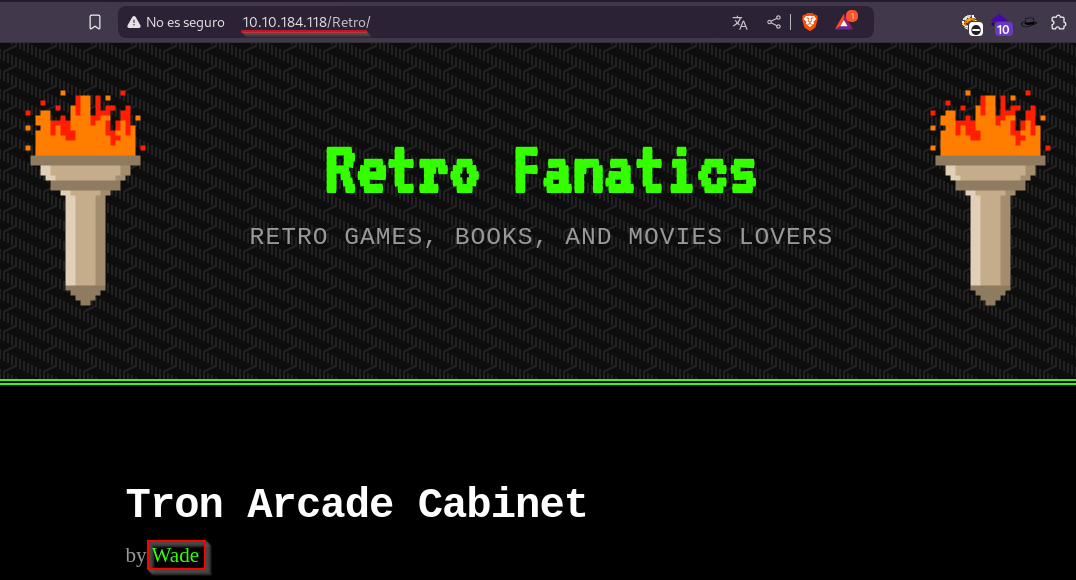 No es seguro 10.10.184.118/Retro/ 1 10
Retro Fanatics
RETRO GAMES, BOOKS, AND MOVIES LOVERS
Tron Arcade Cabinet
by Wade